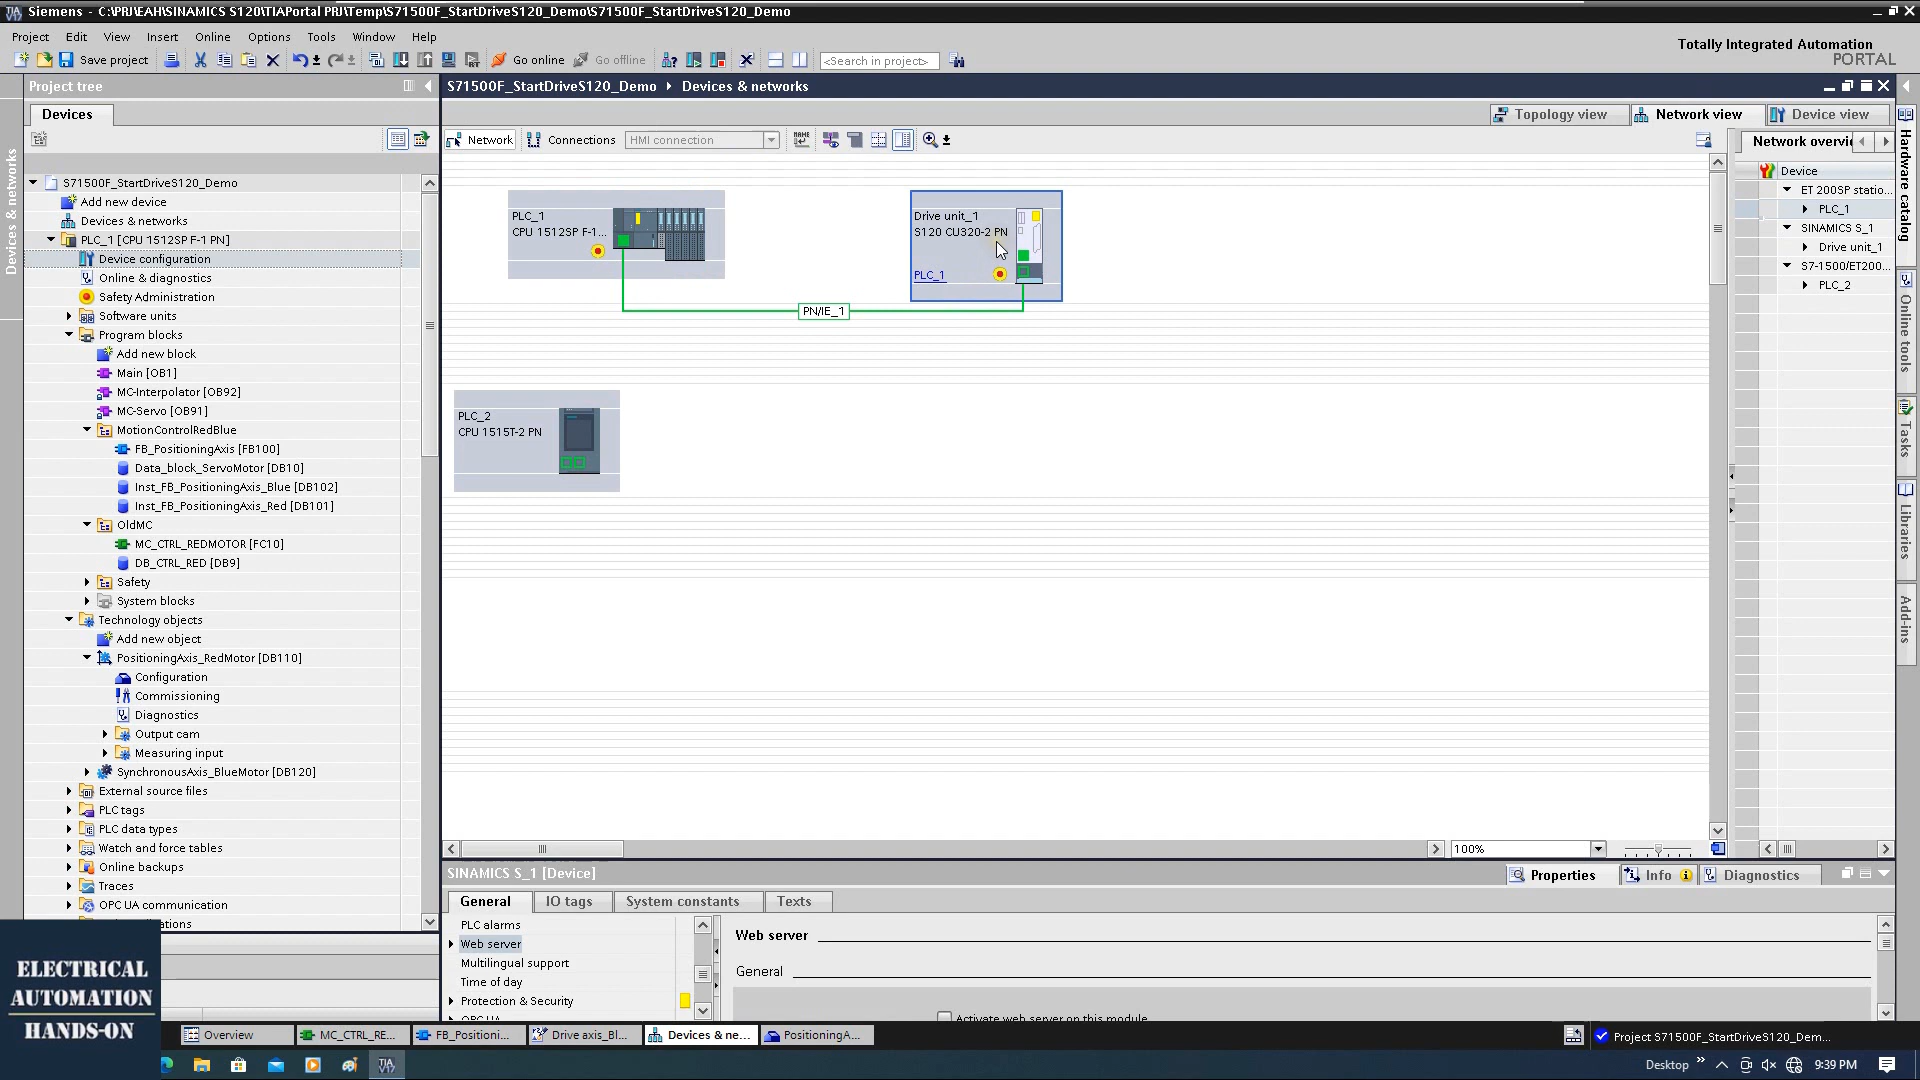 Siemens - C:\PRJ\EAH\SINAMICS S120\TIAPortal PRJ\Temp\S71500F_StartDriveS120_Demo\S71500F_StartDriveS120_Demo
Project Edit View Insert Online Options Tools Window Help
Totally Integrated Automation
PORTAL
Save project
Go online
Go offline
<Search in project>
Project tree
S71500F_StartDriveS120_Demo ▸ Devices & networks
Devices
Topology view
Network view
Device view
Network
Connections
HMI connection
Devices & networks
S71500F_StartDriveS120_Demo
Add new device
Devices & networks
PLC_1 [CPU 1512SP F-1 PN]
Device configuration
Online & diagnostics
Safety Administration
Software units
Program blocks
Add new block
Main [OB1]
MC-Interpolator [OB92]
MC-Servo [OB91]
MotionControlRedBlue
FB_PositioningAxis [FB100]
Data_block_ServoMotor [DB10]
Inst_FB_PositioningAxis_Blue [DB102]
Inst_FB_PositioningAxis_Red [DB101]
OldMC
MC_CTRL_REDMOTOR [FC10]
DB_CTRL_RED [DB9]
Safety
System blocks
Technology objects
Add new object
PositioningAxis_RedMotor [DB110]
Configuration
Commissioning
Diagnostics
Output cam
Measuring input
SynchronousAxis_BlueMotor [DB120]
External source files
PLC tags
PLC data types
Watch and force tables
Online backups
Traces
OPC UA communication
PLC_1
CPU 1512SP F-1...
Drive unit_1
S120 CU320-2 PN
PLC_1
PN/IE_1
PLC_2
CPU 1515T-2 PN
100%
Network overvi
Device
ET 200SP statio...
PLC_1
SINAMICS S_1
Drive unit_1
S7-1500/ET200...
PLC_2
Hardware catalog
Online tools
Tasks
Libraries
Add-ins
SINAMICS S_1 [Device]
Properties
Info
Diagnostics
General
IO tags
System constants
Texts
PLC alarms
Web server
Multilingual support
Time of day
Protection & Security
OPC UA
Web server
General
Activate web server on this module
ELECTRICAL
AUTOMATION
HANDS-ON
Overview
MC_CTRL_RE...
FB_Positioni...
Drive axis_Bl...
Devices & ne...
PositioningA...
Project S71500F_StartDriveS120_Dem...
Desktop
9:39 PM